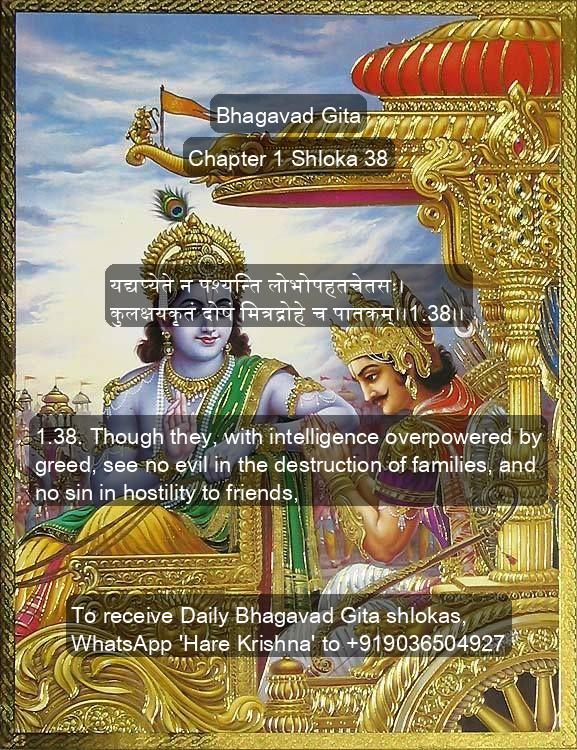 Bhagavad Gita
Chapter 1 Shloka 38
यद्यप्येते न पश्यन्ति लोभोपहतचेतसः।
कुलक्षयकृतं दोषं मित्रद्रोहे च पातकम्।।1.38।।
1.38. Though they, with intelligence overpowered by
greed, see no evil in the destruction of families, and
no sin in hostility to friends,
To receive Daily Bhagavad Gita shlokas,
WhatsApp 'Hare Krishna' to +919036504927